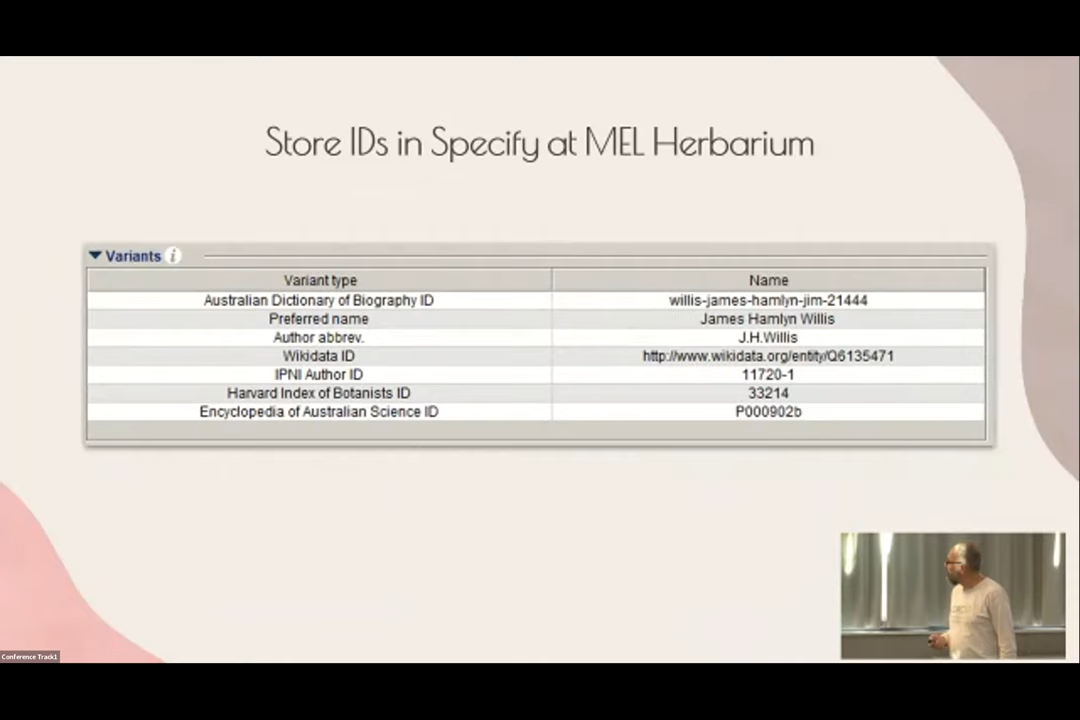 Store IDs in Specify at MEL Herbarium
Variants i
Variant type Name
Australian Dictionary of Biography ID willis-james-hamlyn-jim-21444
Preferred name James Hamlyn Willis
Author abbrev. J.H.Willis
Wikidata ID http://www.wikidata.org/entity/Q6135471
IPNI Author ID 11720-1
Harvard Index of Botanists ID 33214
Encyclopedia of Australian Science ID P000902b
Conference Track1